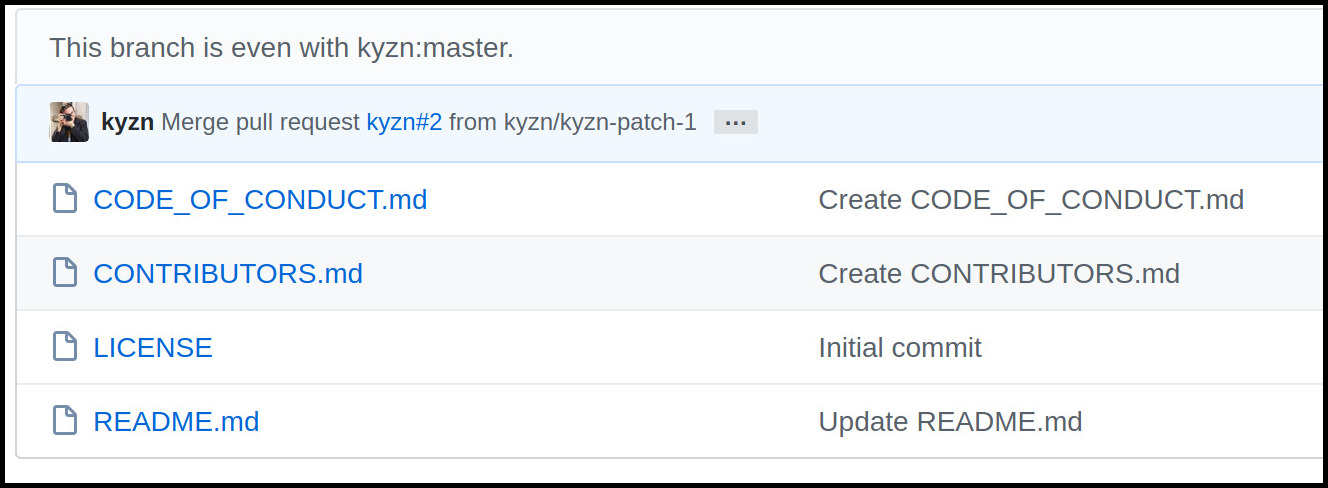 This branch is even with kyzn:master.
kyzn Merge pull request kyzn#2 from kyzn/kyzn-patch-1 ...
CODE_OF_CONDUCT.md Create CODE_OF_CONDUCT.md
CONTRIBUTORS.md Create CONTRIBUTORS.md
LICENSE Initial commit
README.md Update README.md